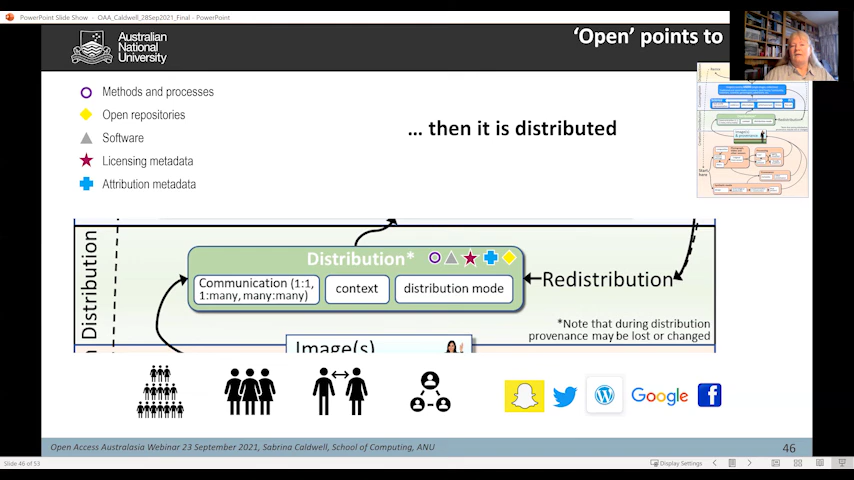 PowerPoint Slide Show - OAA_Caldwell_28Sep2021_Final - PowerPoint
Australian
National
University
'Open' points to
Methods and processes
Open repositories
Software
Licensing metadata
Attribution metadata
... then it is distributed
Distribution
Distribution*
Communication (1:1,
1:many, many:many)
context
distribution mode
Redistribution
*Note that during distribution
provenance may be lost or changed
Image(s)
Google
Open Access Australasia Webinar 23 September 2021, Sabrina Caldwell, School of Computing, ANU
46
Slide 46 of 53
Display Settings